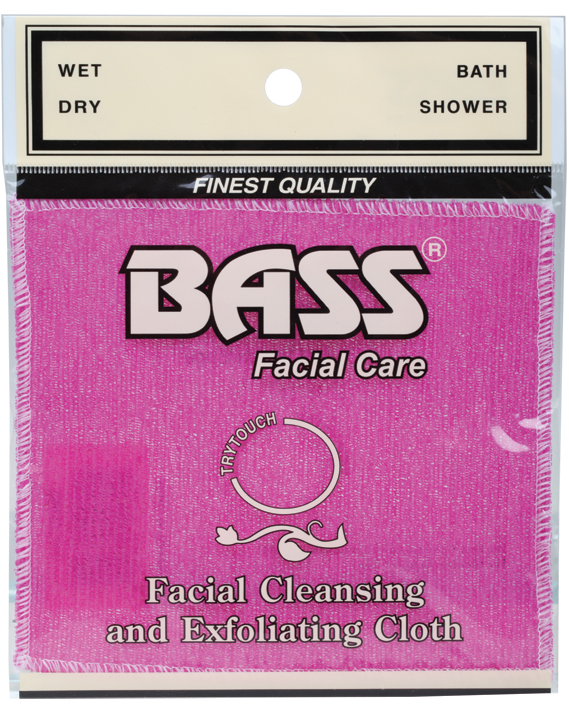 WET
BATH
DRY
SHOWER
FINEST QUALITY
BASS®
Facial Care
TRYTOUCH
Facial Cleansing
and Exfoliating Cloth